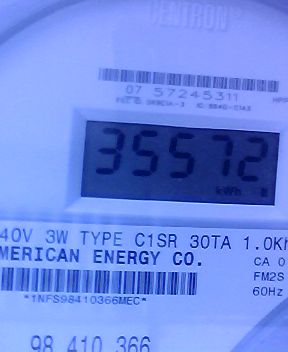 CENTRON
07 57245311
35572
kWh
40V 3W TYPE C1SR 30TA 1.0Kh
MERICAN ENERGY CO.
CA 0
FM2S
60Hz
*1NFS98410366MEC*
98 410 366